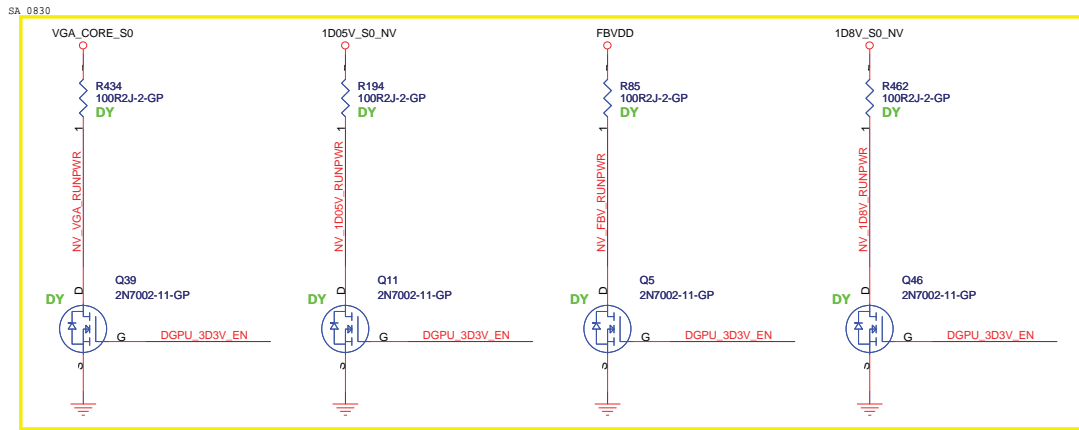 SA 0830
VGA_CORE_S0
R434
100R2J-2-GP
DY
1
NV_VGA_RUNPWR
Q39
2N7002-11-GP
DY
D
G
DGPU_3D3V_EN
S
1D05V_S0_NV
R194
100R2J-2-GP
DY
1
NV_1D05V_RUNPWR
Q11
2N7002-11-GP
DY
D
G
DGPU_3D3V_EN
S
FBVDD
R85
100R2J-2-GP
DY
1
NV_FBV_RUNPWR
Q5
2N7002-11-GP
DY
D
G
DGPU_3D3V_EN
S
1D8V_S0_NV
R462
100R2J-2-GP
DY
1
NV_1D8V_RUNPWR
Q46
2N7002-11-GP
DY
D
G
DGPU_3D3V_EN
S